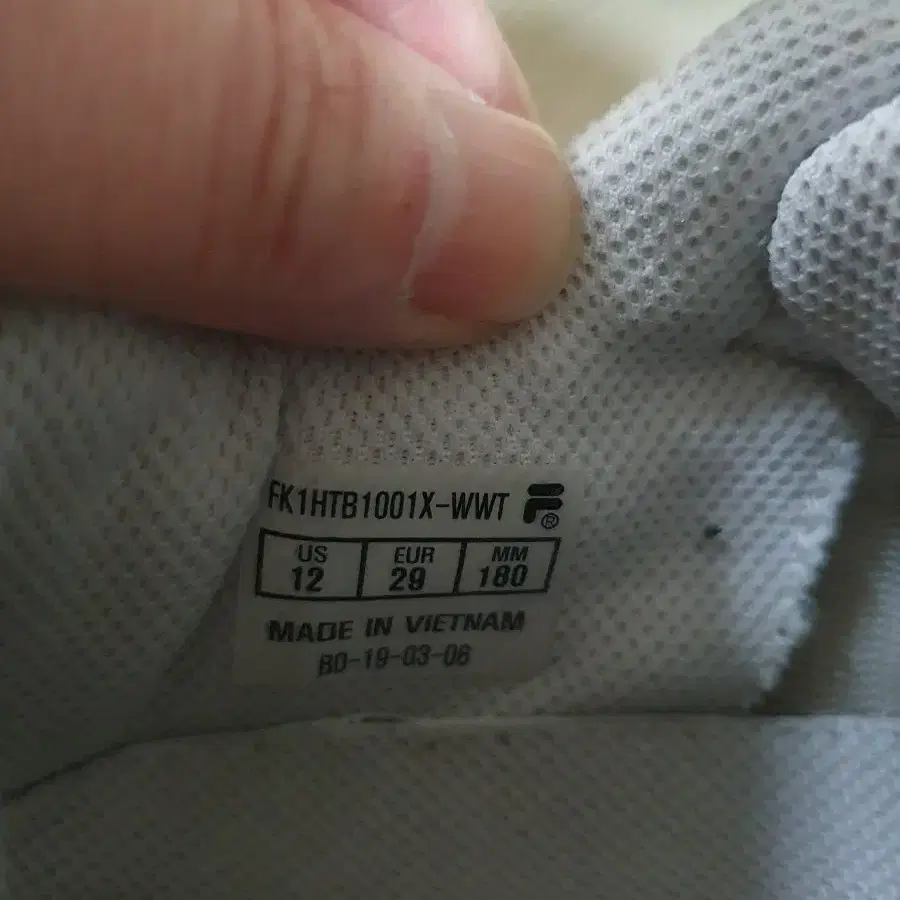 FK1HTB1001X-WWT F®
US EUR MM
12 29 180
MADE IN VIETNAM
BD-19-03-06